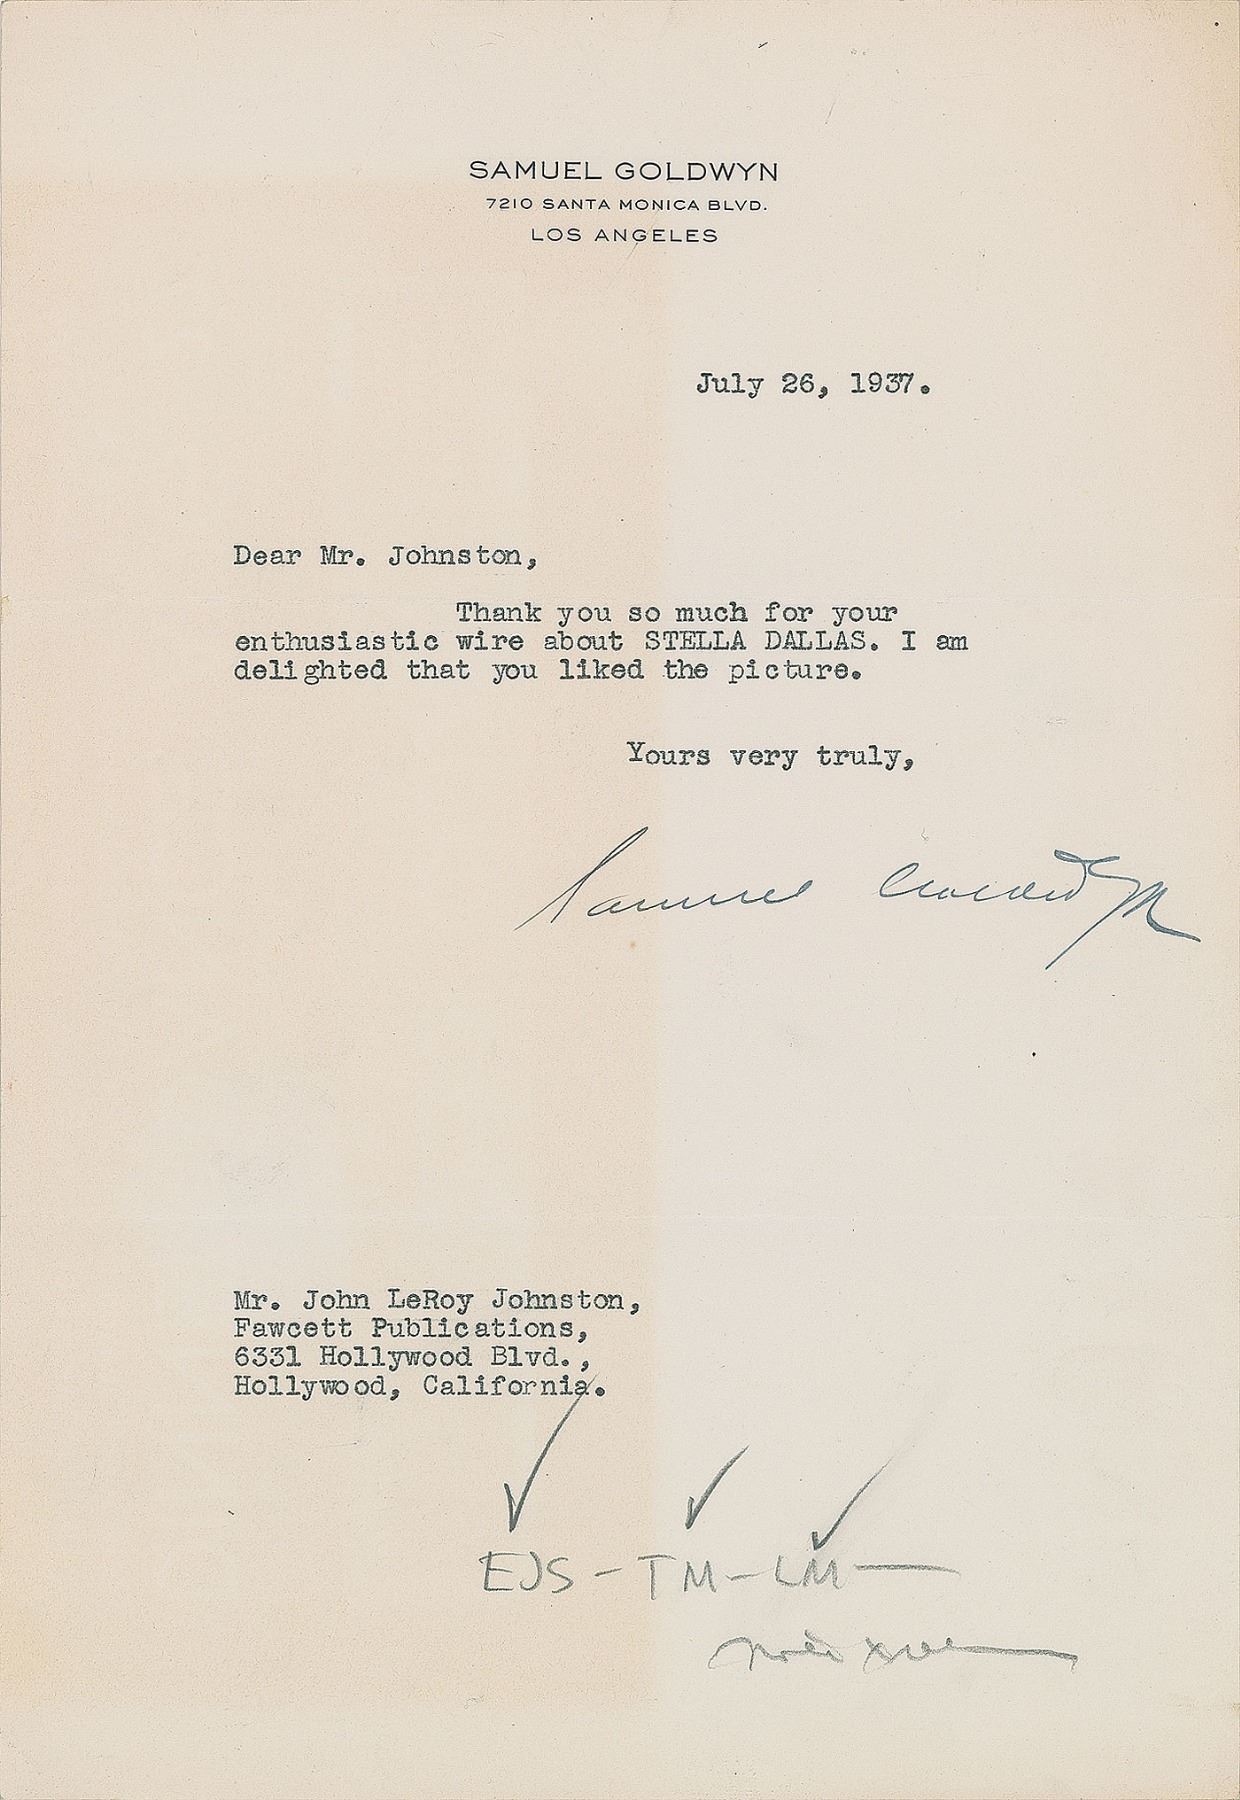 SAMUEL GOLDWYN
7210 SANTA MONICA BLVD.
LOS ANGELES
July 26, 1937.
Dear Mr. Johnston,
Thank you so much for your
enthusiastic wire about STELLA DALLAS. I am
delighted that you liked the picture.
Yours very truly,
Samuel Goldwyn
Mr. John LeRoy Johnston,
Fawcett Publications,
6331 Hollywood Blvd.,
Hollywood, California.
EJS - TM - LM